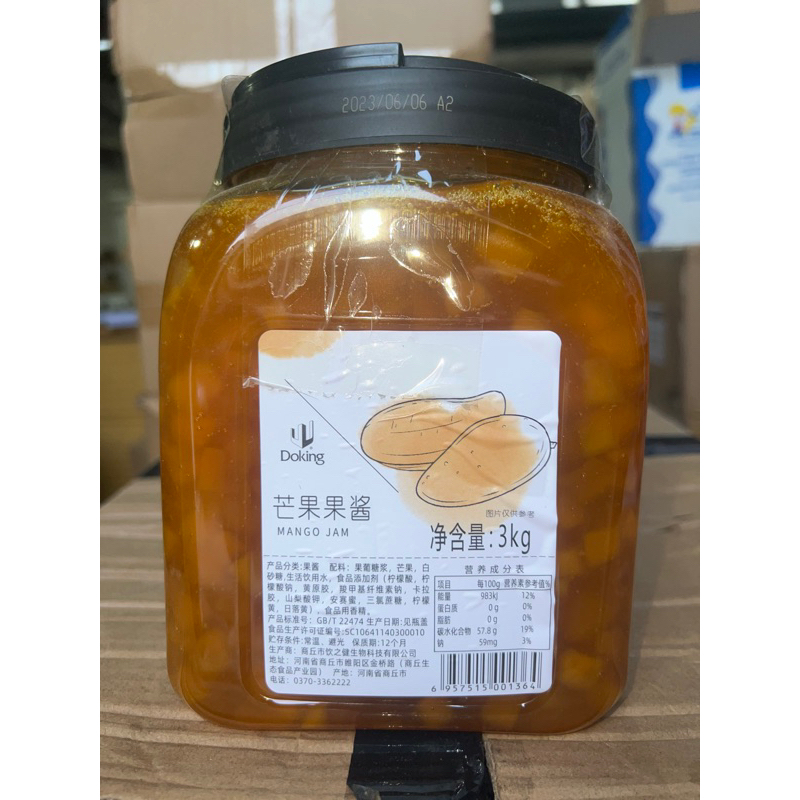 2023/06/06 A2
Doking
芒果果酱
MANGO JAM
图片仅供参考
净含量:3kg
产品分类:果酱 配料: 果葡糖浆, 芒果, 白
砂糖,生活饮用水, 食品添加剂 (柠檬酸, 柠
檬酸钠, 黄原胶, 羧甲基纤维素钠, 卡拉
胶, 山梨酸钾, 安赛蜜, 三氯蔗糖, 柠檬
黄, 日落黄), 食品用香精。
产品标准号: GB/T 22474 生产日期:见瓶盖
食品生产许可证编号:SC10641140300010
贮存条件:常温、避光 保质期:12个月
生产商: 商丘市饮之健生物科技有限公司
地址: 河南省商丘市睢阳区金桥路 (商丘生
态食品产业园) 产地: 河南省商丘市
电话: 0370-3362222
营养成分表
项目 每100g 营养素参考值%
能量 983kJ 12%
蛋白质 0g 0%
脂肪 0g 0%
碳水化合物 57.8g 19%
钠 59mg 3%
6 957515 001364